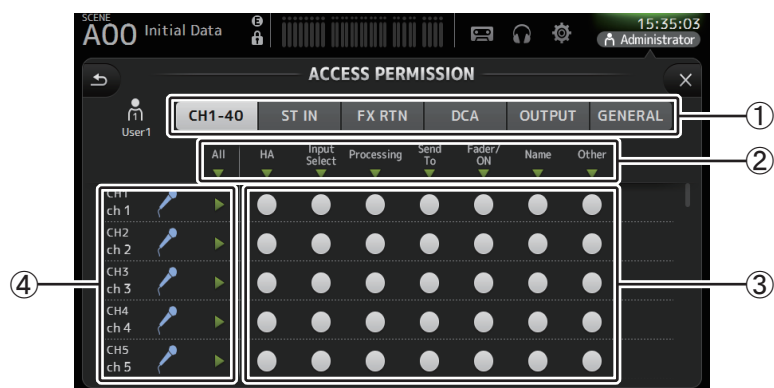 SCENE
A00 Initial Data E 15:35:03
Administrator
ACCESS PERMISSION
1
User1
CH1-40 ST IN FX RTN DCA OUTPUT GENERAL
①
All HA Input Select Processing Send To Fader/ON Name Other
②
CH1
ch 1
CH2
ch 2
CH3
ch 3
④ ③
CH4
ch 4
CH5
ch 5